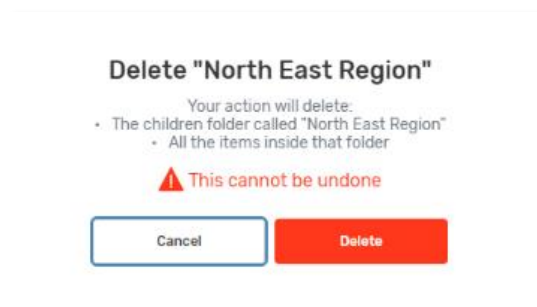 Delete "North East Region"
Your action will delete:
• The children folder called "North East Region"
• All the items inside that folder
This cannot be undone
Cancel
Delete